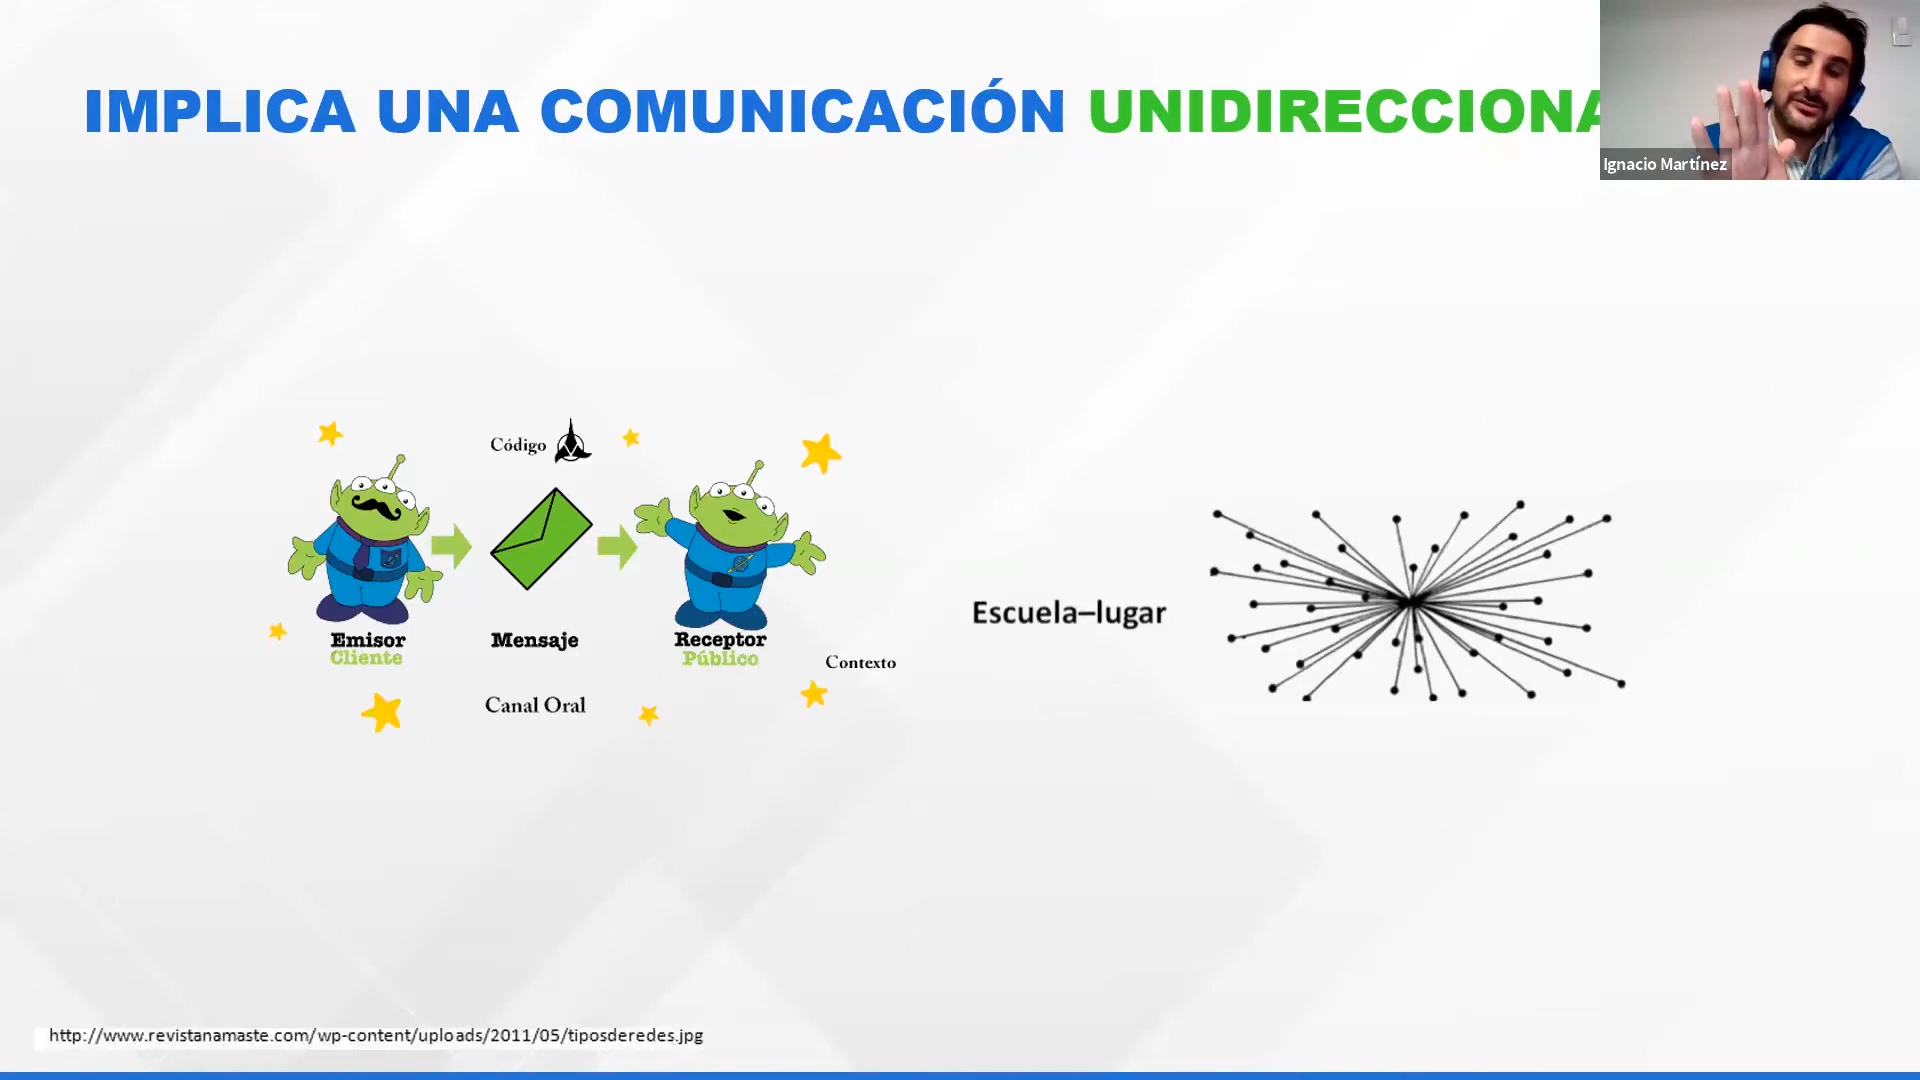 IMPLICA UNA COMUNICACIÓN UNIDIRECCIONA
Ignacio Martínez
Código
Emisor
Cliente
Mensaje
Receptor
Público
Contexto
Canal Oral
Escuela–lugar
http://www.revistanamaste.com/wp-content/uploads/2011/05/tiposderedes.jpg